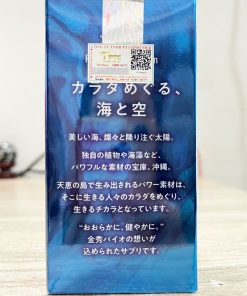 カラダめぐる、
海と空
美しい海、燦々と降り注ぐ太陽。
独自の植物や海藻など、
パワフルな素材の宝庫、沖縄。
天恵の島で生み出されるパワー素材は、
そこに生きる人々のカラダをめぐり、
生きるチカラとなっています。
“おおらかに、健やかに。”
金秀バイオの想いが
込められたサプリです。